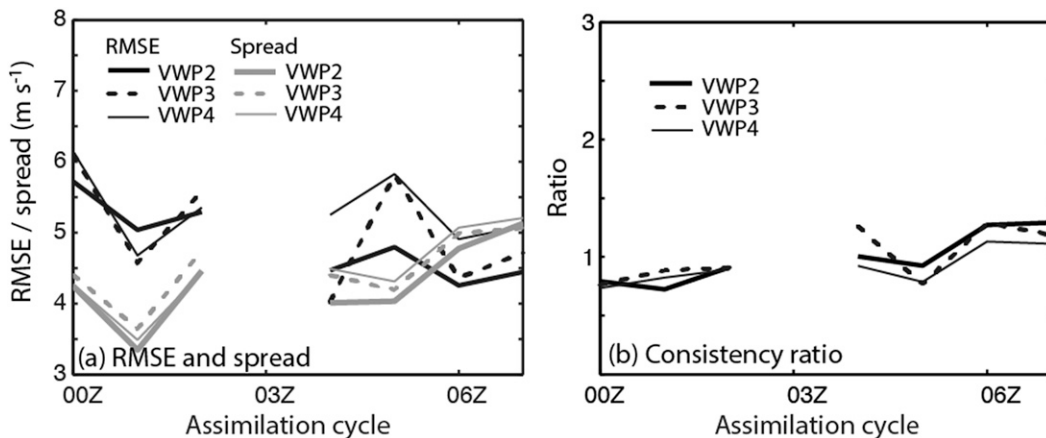 8
7
6
5
4
3
RMSE / spread (m s⁻¹)
RMSE Spread
VWP2 VWP2
VWP3 VWP3
VWP4 VWP4
(a) RMSE and spread
00Z 03Z 06Z
Assimilation cycle
3
2
1
Ratio
VWP2
VWP3
VWP4
(b) Consistency ratio
00Z 03Z 06Z
Assimilation cycle